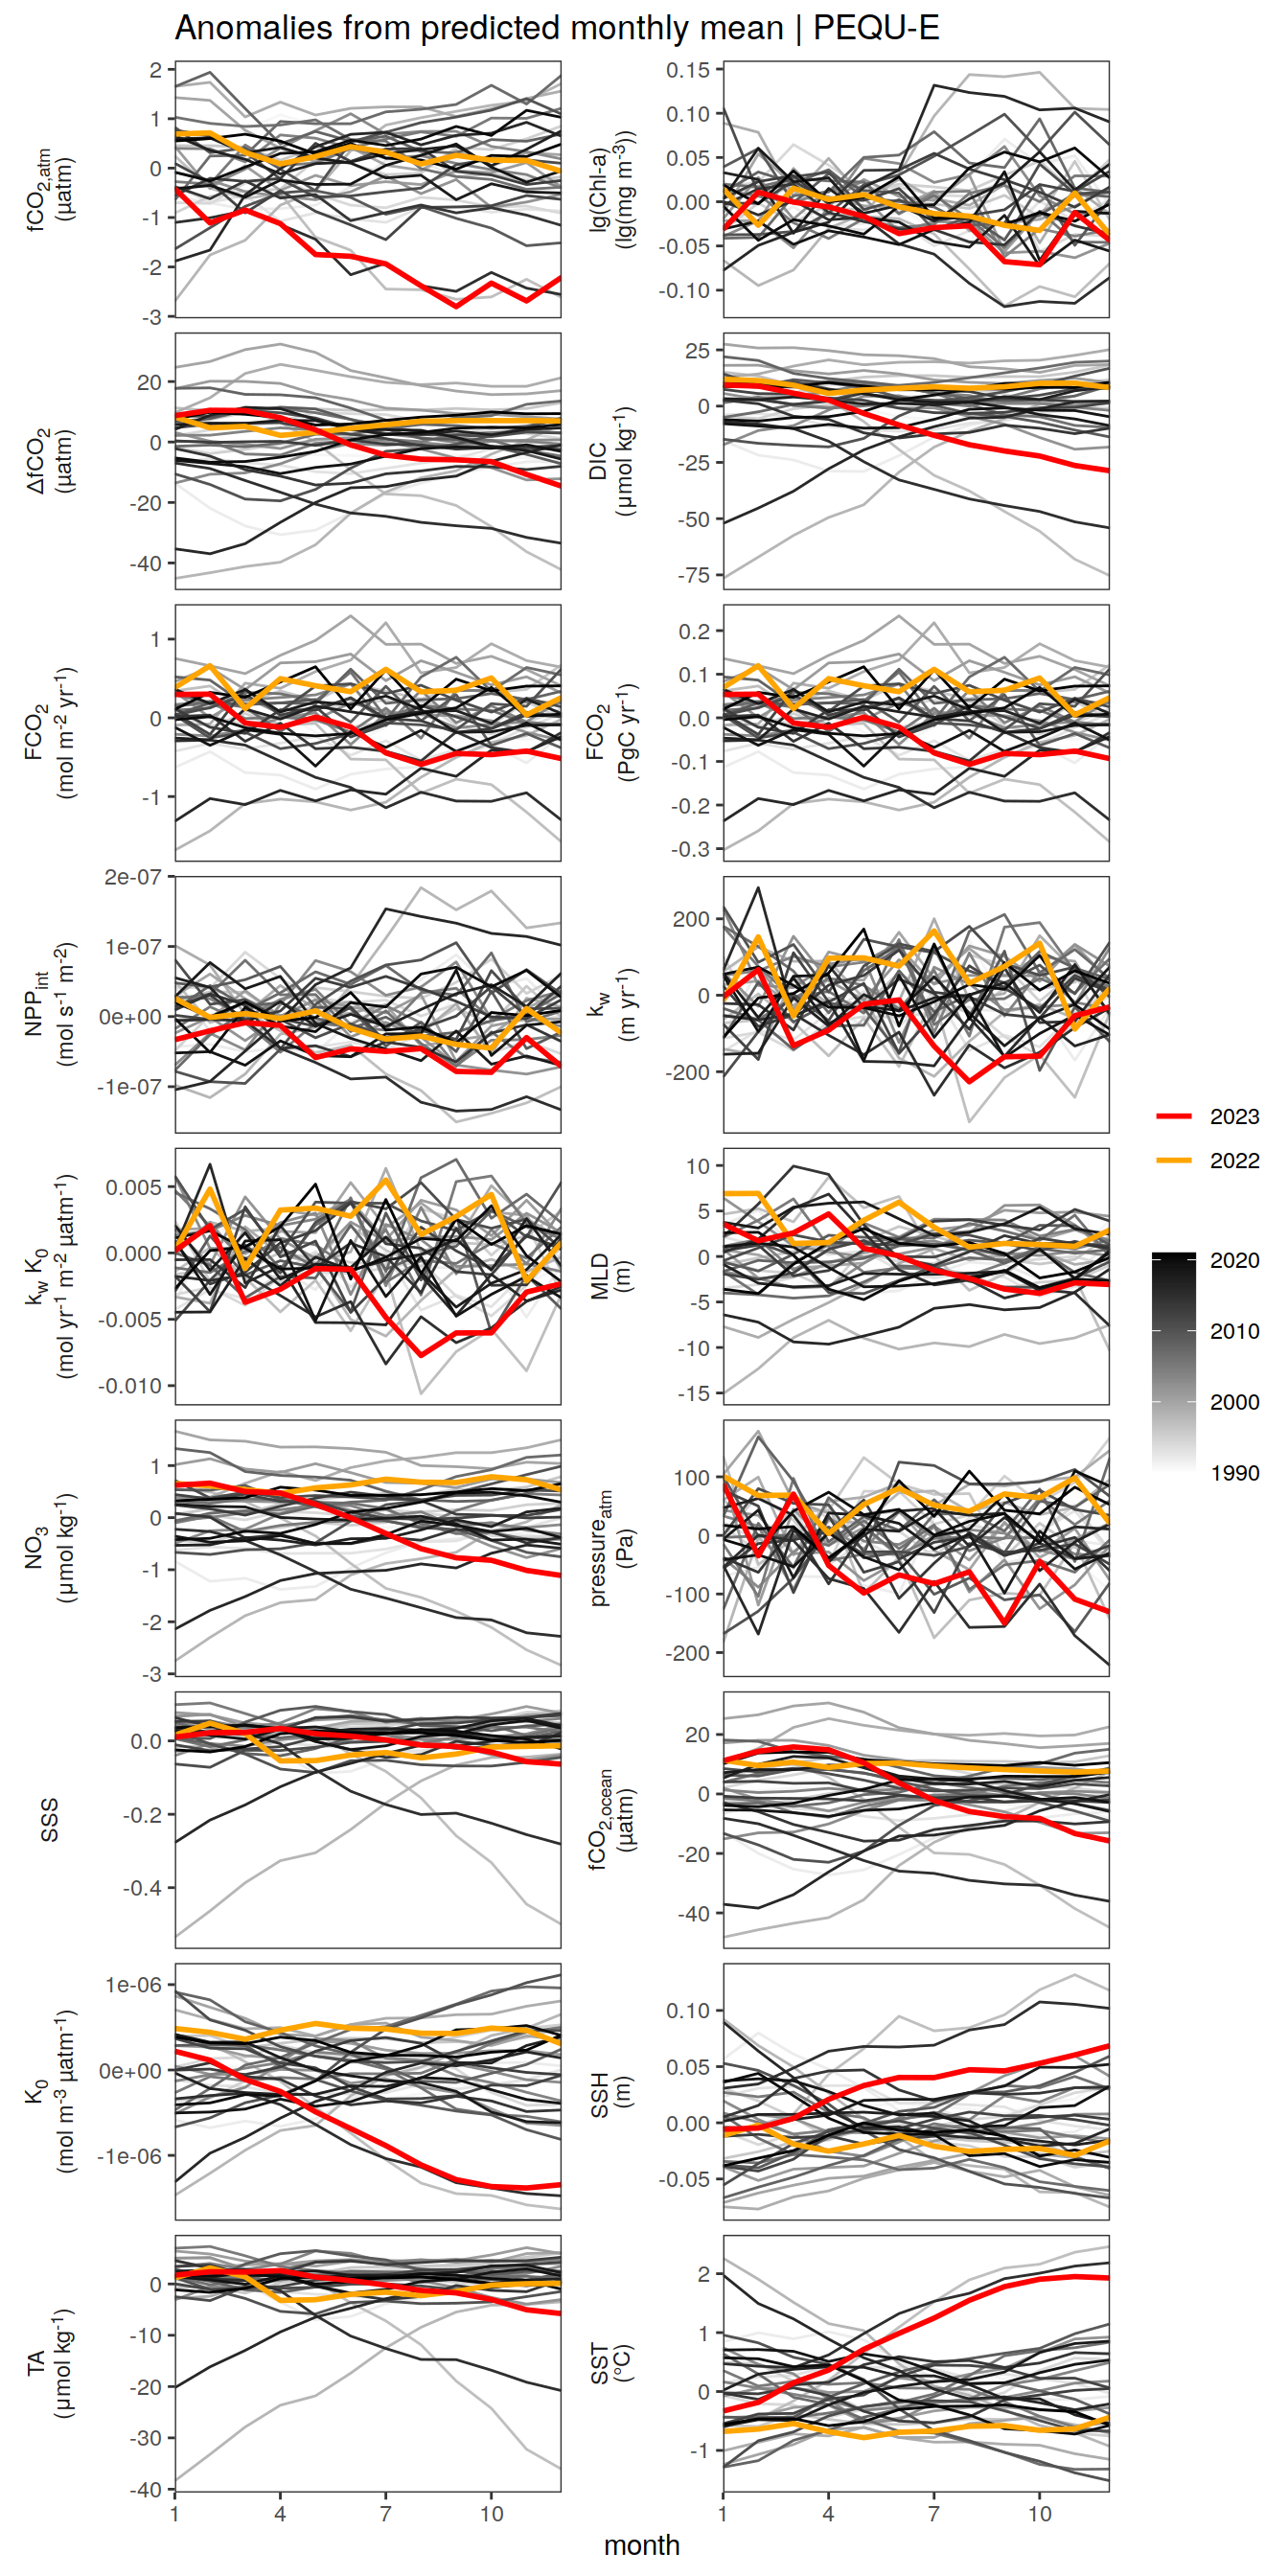 Anomalies from predicted monthly mean | PEQU-E
fCO2,atm
(µatm)
2
1
0
-1
-2
-3
lg(Chl-a)
(lg(mg m-3))
0.15
0.10
0.05
0.00
-0.05
-0.10
ΔfCO2
(µatm)
20
0
-20
-40
DIC
(µmol kg-1)
25
0
-25
-50
-75
FCO2
(mol m-2 yr-1)
1
0
-1
FCO2
(PgC yr-1)
0.2
0.1
0.0
-0.1
-0.2
-0.3
NPPint
(mol s-1 m-2)
2e-07
1e-07
0e+00
-1e-07
kw
(m yr-1)
200
0
-200
kw K0
(mol yr-1 m-2 µatm-1)
0.005
0.000
-0.005
-0.010
MLD
(m)
10
5
0
-5
-10
-15
NO3
(µmol kg-1)
1
0
-1
-2
-3
pressureatm
(Pa)
100
0
-100
-200
SSS
0.0
-0.2
-0.4
fCO2,ocean
(µatm)
20
0
-20
-40
K0
(mol m-3 µatm-1)
1e-06
0e+00
-1e-06
SSH
(m)
0.10
0.05
0.00
-0.05
TA
(µmol kg-1)
0
-10
-20
-30
-40
SST
(°C)
2
1
0
-1
1 4 7 10
1 4 7 10
month
2023
2022
2020
2010
2000
1990